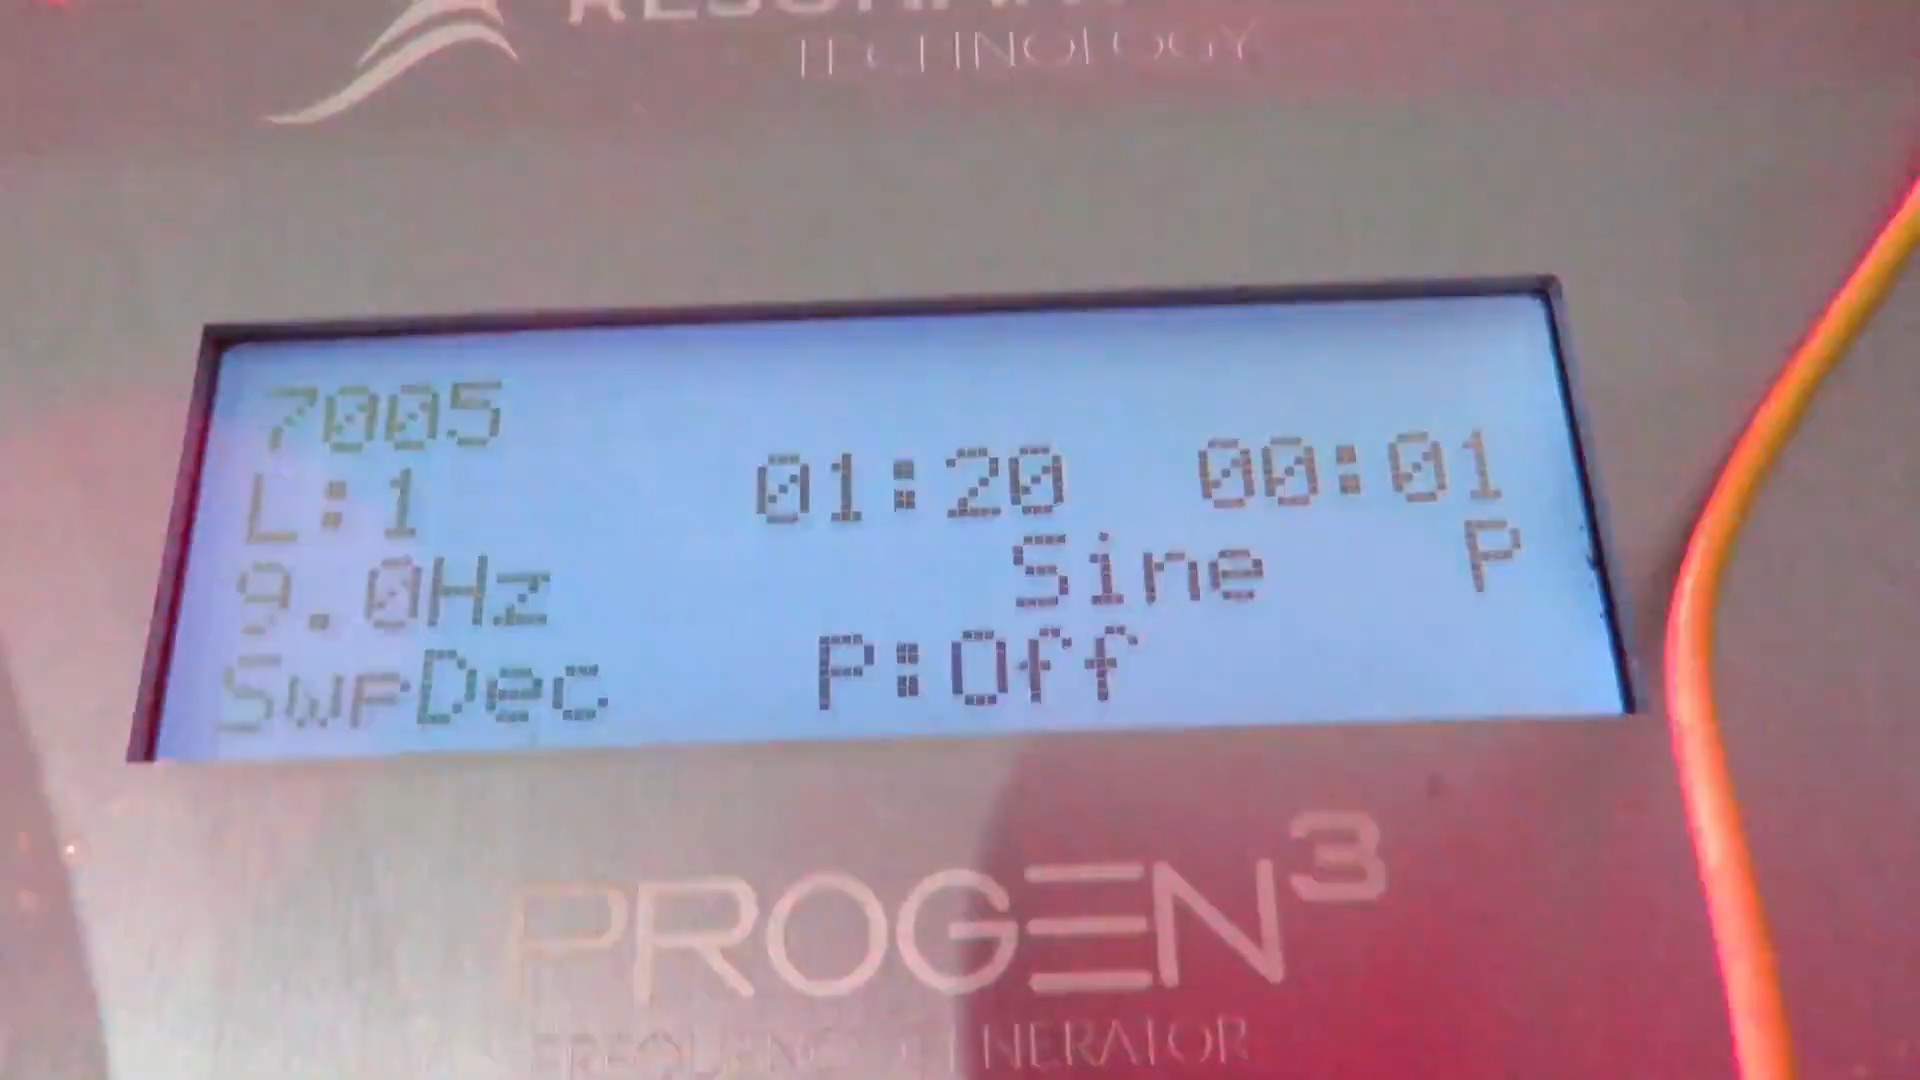 TECHNOLOGY
7005
L:1 01:20 00:01
9.0Hz Sine P
SwpDec P:Off
PROGEN3
FREQUENCY GENERATOR